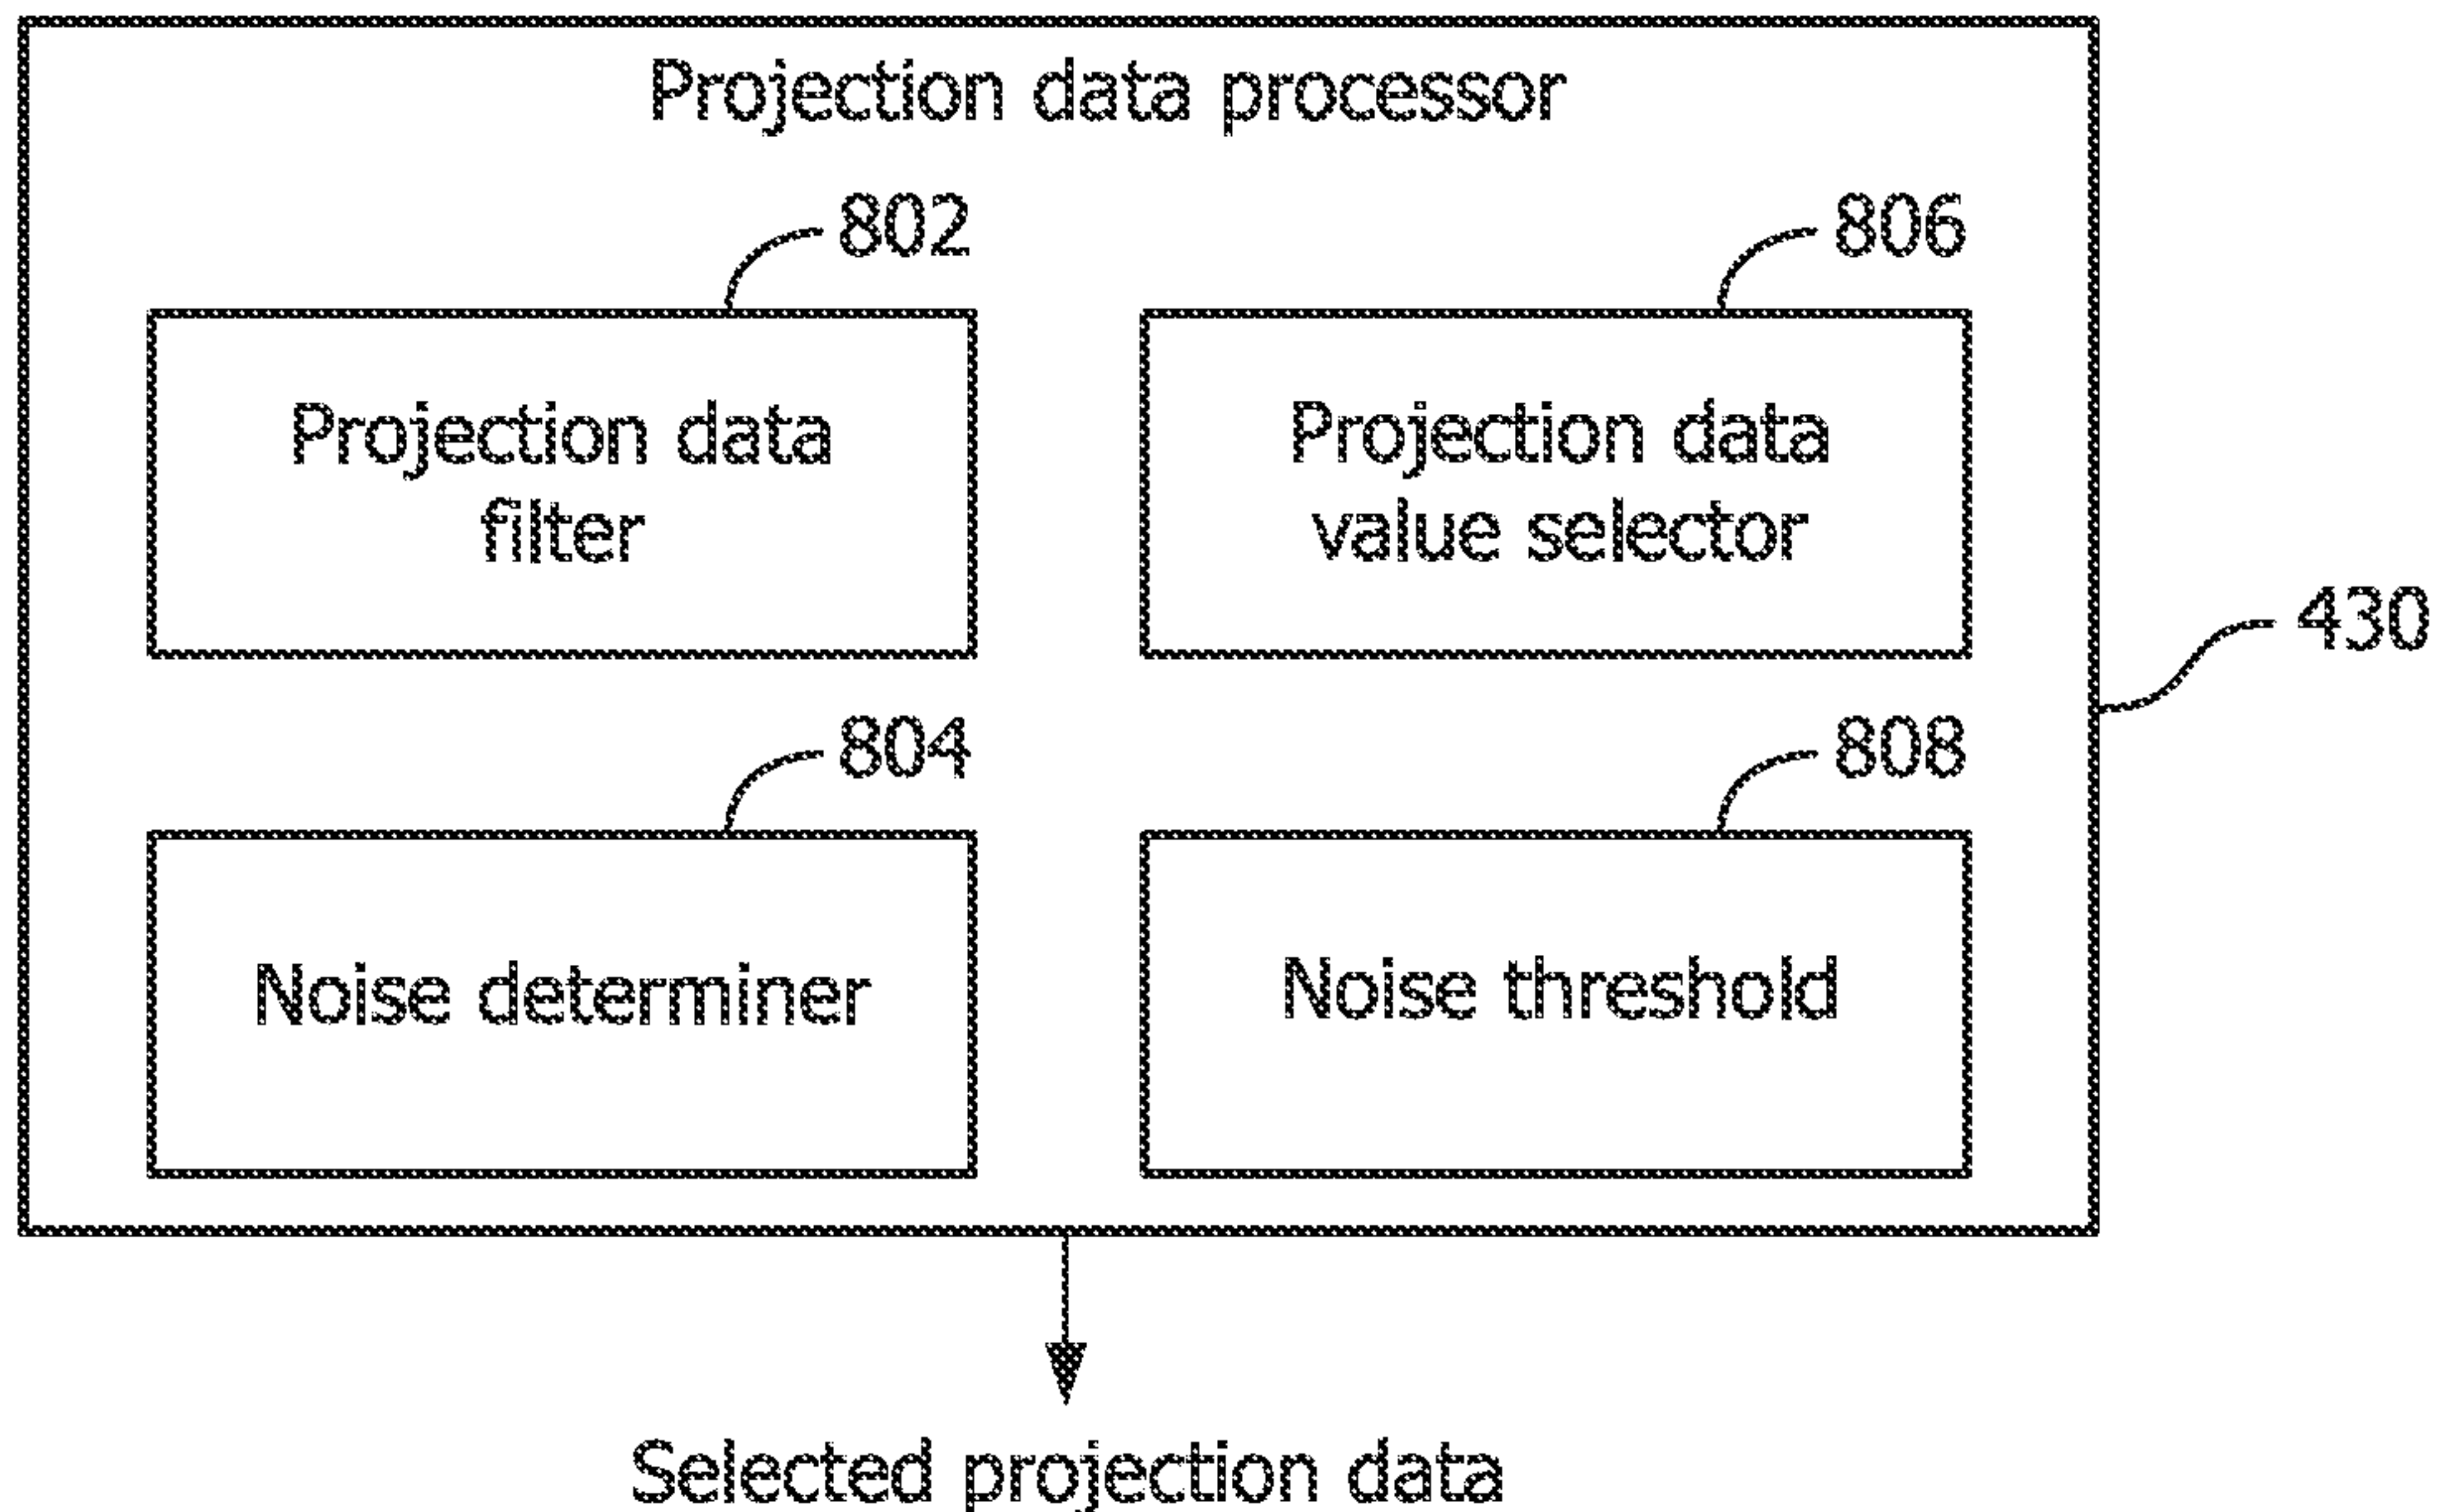 Projection data processor
802
806
Projection data
filter
Projection data
value selector
430
804
808
Noise determiner
Noise threshold
Selected projection data